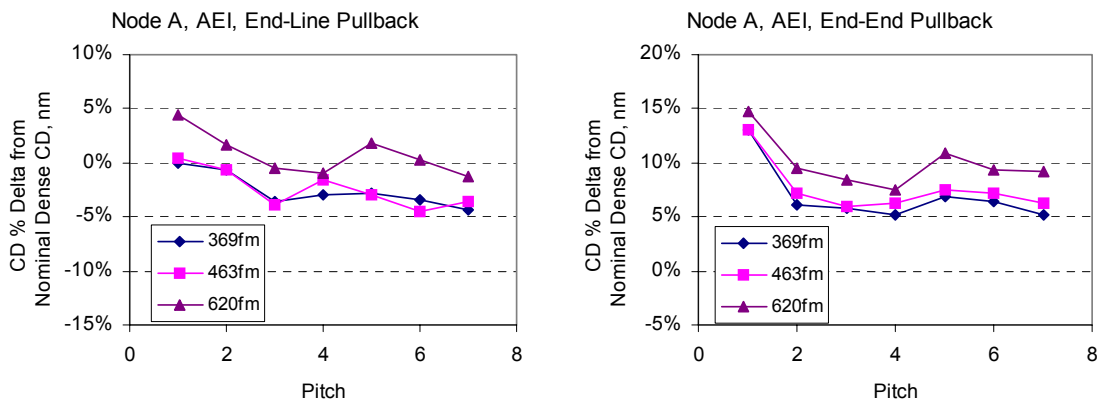 Node A, AEI, End-Line Pullback
10%
5%
0%
-5%
-10%
-15%
CD % Delta from
Nominal Dense CD, nm
369fm
463fm
620fm
0
2
4
6
8
Pitch
Node A, AEI, End-End Pullback
20%
15%
10%
5%
0%
-5%
CD % Delta from
Nominal Dense CD, nm
369fm
463fm
620fm
0
2
4
6
8
Pitch